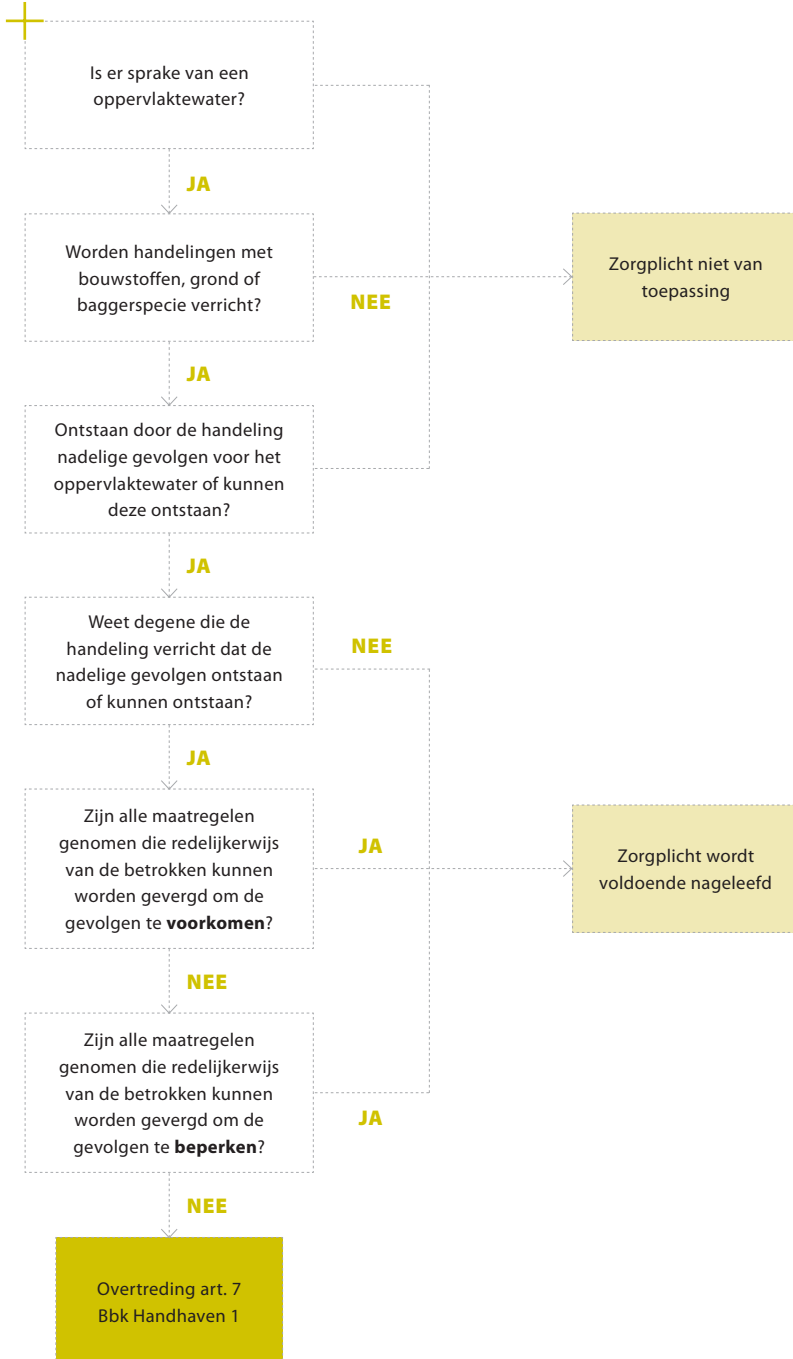 Is er sprake van een
oppervlaktewater?
JA
Worden handelingen met
bouwstoffen, grond of
baggerspecie verricht?
NEE
Zorgplicht niet van
toepassing
JA
Ontstaan door de handeling
nadelige gevolgen voor het
oppervlaktewater of kunnen
deze ontstaan?
JA
Weet degene die de
handeling verricht dat de
nadelige gevolgen ontstaan
of kunnen ontstaan?
NEE
JA
Zijn alle maatregelen
genomen die redelijkerwijs
van de betrokken kunnen
worden gevergd om de
gevolgen te voorkomen?
JA
Zorgplicht wordt
voldoende nageleefd
NEE
Zijn alle maatregelen
genomen die redelijkerwijs
van de betrokken kunnen
worden gevergd om de
gevolgen te beperken?
JA
NEE
Overtreding art. 7
Bbk Handhaven 1